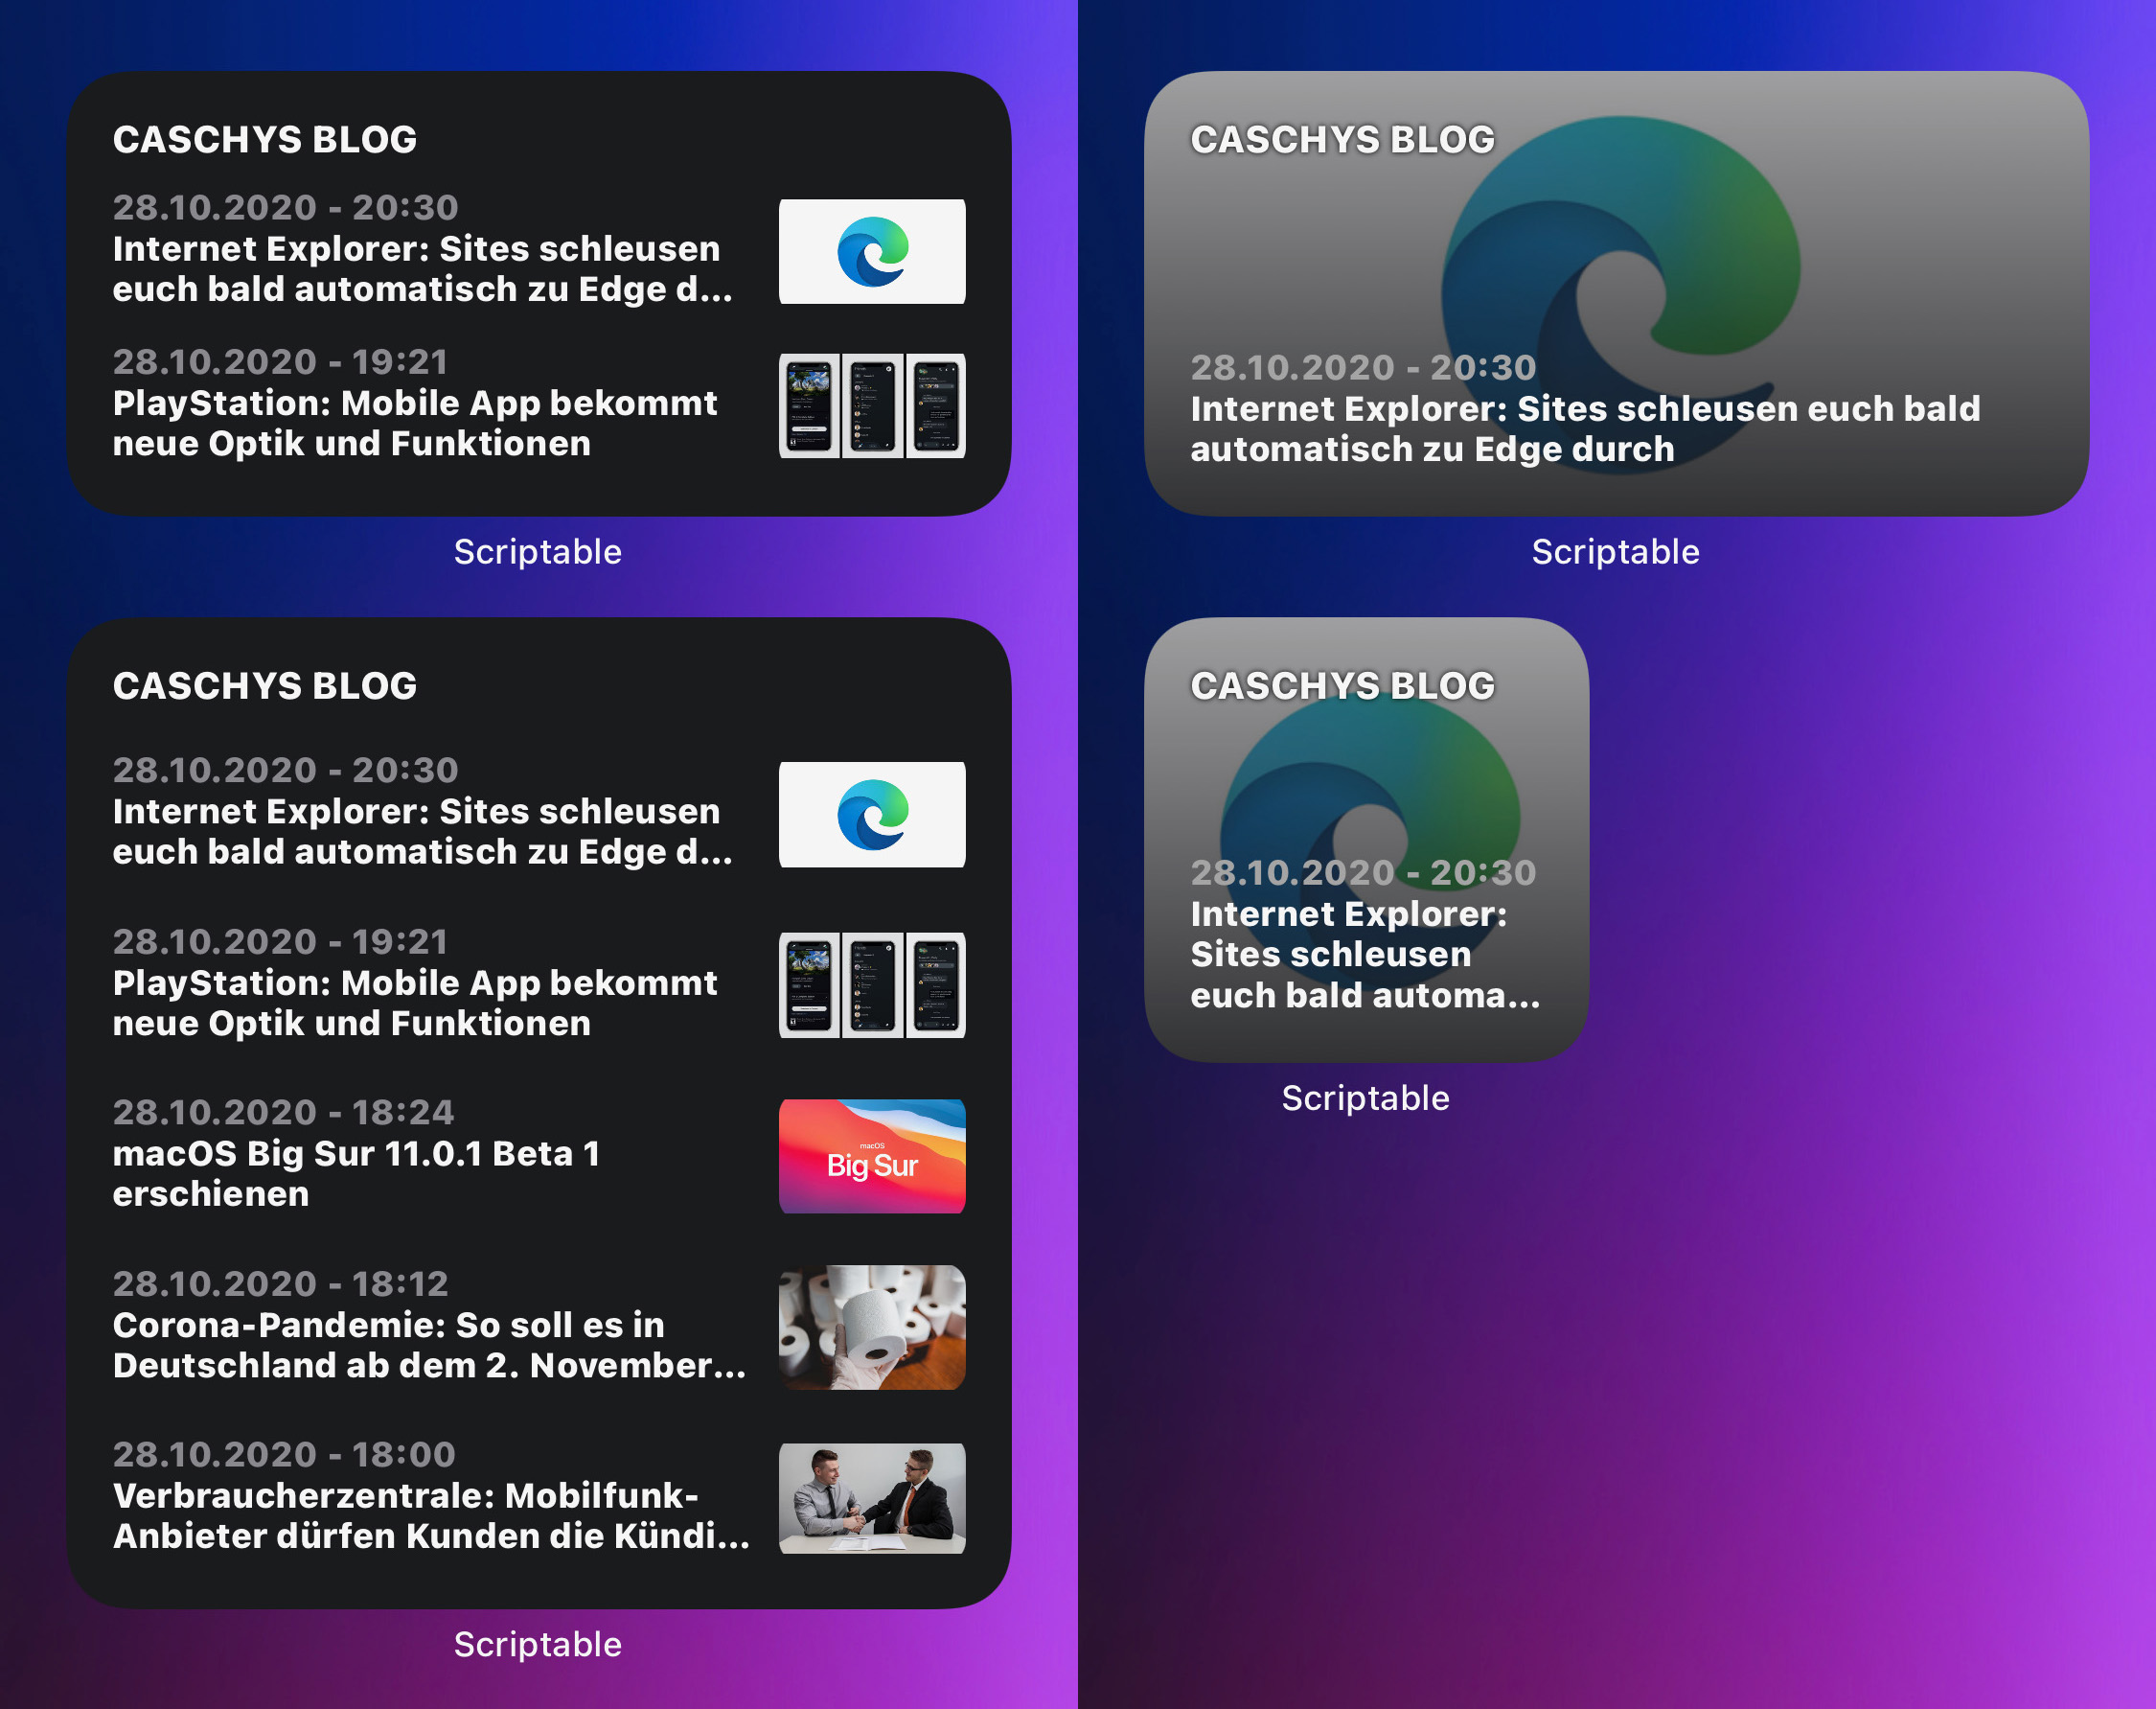 CASCHYS BLOG
28.10.2020 - 20:30
Internet Explorer: Sites schleusen
euch bald automatisch zu Edge d...
28.10.2020 - 19:21
PlayStation: Mobile App bekommt
neue Optik und Funktionen
Scriptable
CASCHYS BLOG
28.10.2020 - 20:30
Internet Explorer: Sites schleusen
euch bald automatisch zu Edge d...
28.10.2020 - 19:21
PlayStation: Mobile App bekommt
neue Optik und Funktionen
28.10.2020 - 18:24
macOS Big Sur 11.0.1 Beta 1
erschienen
macOS
Big Sur
28.10.2020 - 18:12
Corona-Pandemie: So soll es in
Deutschland ab dem 2. November...
28.10.2020 - 18:00
Verbraucherzentrale: Mobilfunk-
Anbieter dürfen Kunden die Kündi...
Scriptable
CASCHYS BLOG
28.10.2020 - 20:30
Internet Explorer: Sites schleusen euch bald
automatisch zu Edge durch
Scriptable
CASCHYS BLOG
28.10.2020 - 20:30
Internet Explorer:
Sites schleusen
euch bald automa...
Scriptable